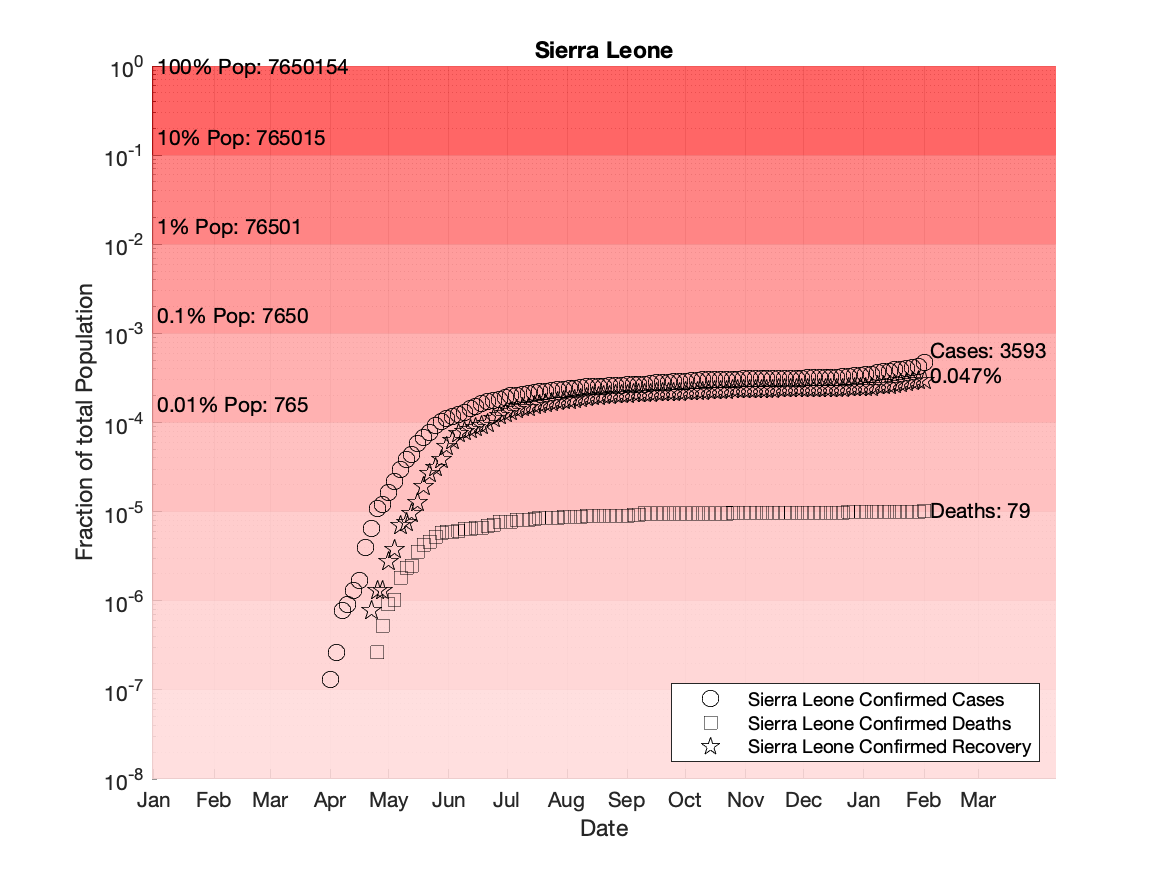 Sierra Leone
10^0
100% Pop: 7650154
10% Pop: 765015
10^-1
1% Pop: 76501
10^-2
0.1% Pop: 7650
10^-3
Cases: 3593
0.047%
0.01% Pop: 765
10^-4
10^-5
Deaths: 79
10^-6
10^-7
10^-8
Fraction of total Population
Sierra Leone Confirmed Cases
Sierra Leone Confirmed Deaths
Sierra Leone Confirmed Recovery
Jan Feb Mar Apr May Jun Jul Aug Sep Oct Nov Dec Jan Feb Mar
Date